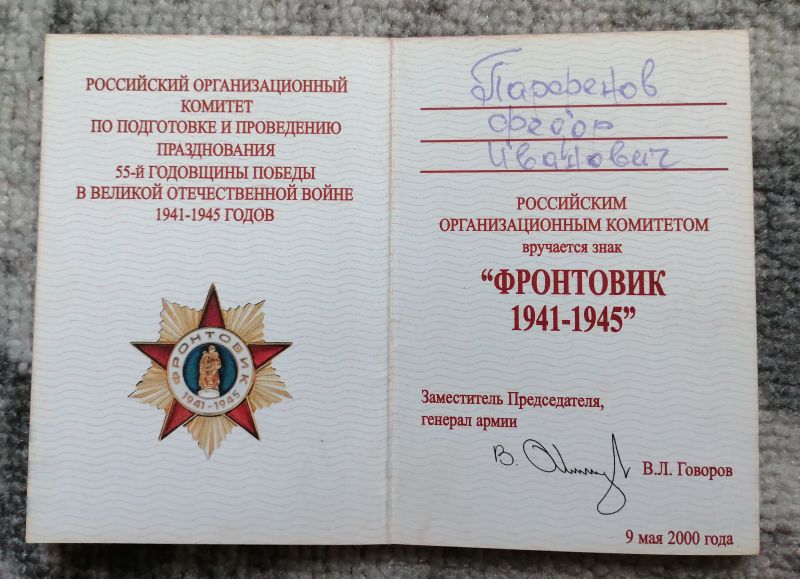 РОССИЙСКИЙ ОРГАНИЗАЦИОННЫЙ
КОМИТЕТ
ПО ПОДГОТОВКЕ И ПРОВЕДЕНИЮ
ПРАЗДНОВАНИЯ
55-й ГОДОВЩИНЫ ПОБЕДЫ
В ВЕЛИКОЙ ОТЕЧЕСТВЕННОЙ ВОЙНЕ
1941-1945 ГОДОВ
ФРОНТОВИК
1941-1945
Парфенов
Федор
Иванович
РОССИЙСКИМ
ОРГАНИЗАЦИОННЫМ КОМИТЕТОМ
вручается знак
“ФРОНТОВИК
1941-1945”
Заместитель Председателя,
генерал армии
В.Л. Говоров
9 мая 2000 года